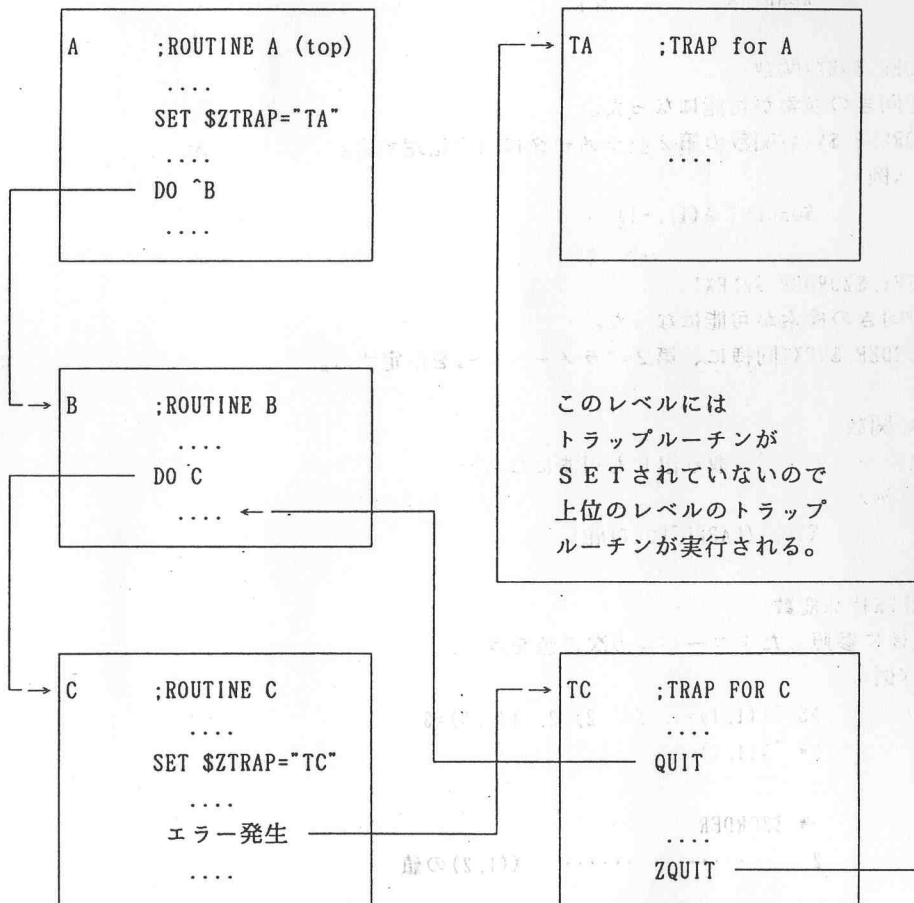 A ;ROUTINE A (top)
....
SET $ZTRAP="TA"
....
DO ^B
....
TA ;TRAP for A
....
B ;ROUTINE B
....
DO C
....
このレベルには
トラップルーチンが
ＳＥＴされていないので
上位のレベルのトラップ
ルーチンが実行される。
C ;ROUTINE C
....
SET $ZTRAP="TC"
....
エラー発生
....
TC ;TRAP FOR C
....
QUIT
....
ZQUIT